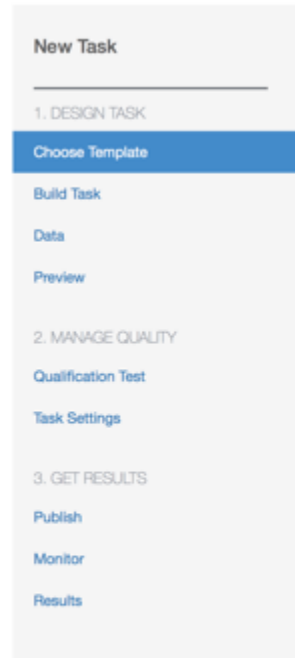 New Task
1. DESIGN TASK
Choose Template
Build Task
Data
Preview
2. MANAGE QUALITY
Qualification Test
Task Settings
3. GET RESULTS
Publish
Monitor
Results